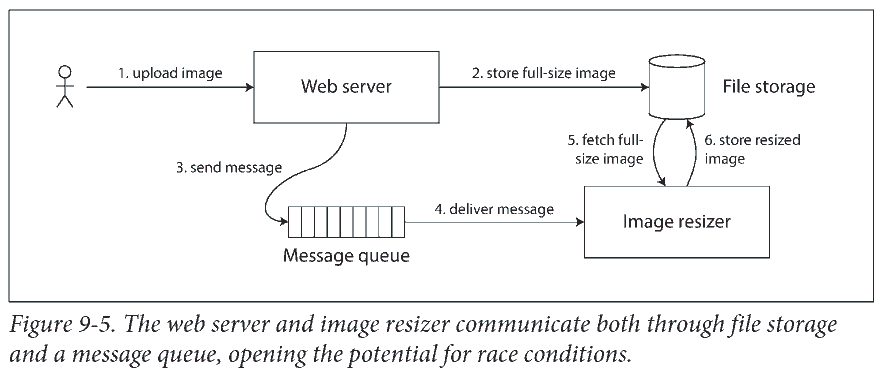 1. upload image
Web server
2. store full-size image
File storage
3. send message
5. fetch full-
size image
6. store resized
image
4. deliver message
Message queue
Image resizer
Figure 9-5. The web server and image resizer communicate both through file storage
and a message queue, opening the potential for race conditions.